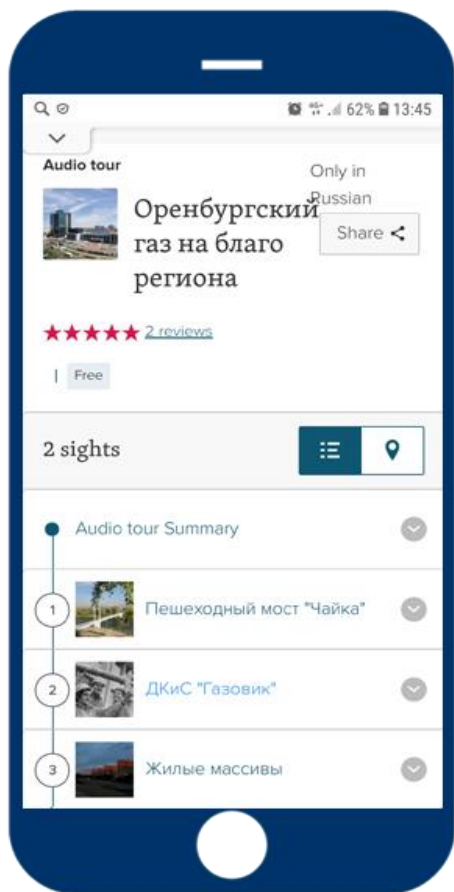 62% 13:45
Audio tour
Only in
Russian
Оренбургский
газ на благо
региона
Share
2 reviews
Free
2 sights
Audio tour Summary
1 Пешеходный мост "Чайка"
2 ДКиС "Газовик"
3 Жилые массивы